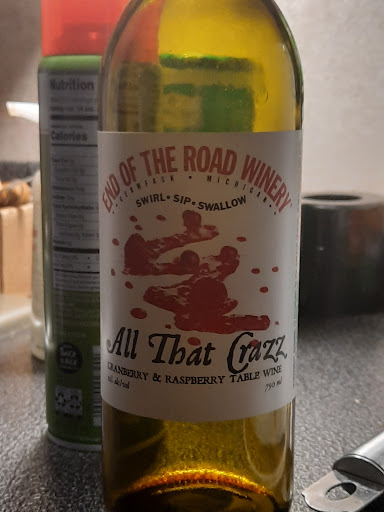 Nutrition
Calories
END OF THE ROAD WINERY
GERMFASK • MICHIGAN
SWIRL • SIP • SWALLOW
All That Crazz
CRANBERRY & RASPBERRY TABLE WINE
750 ml